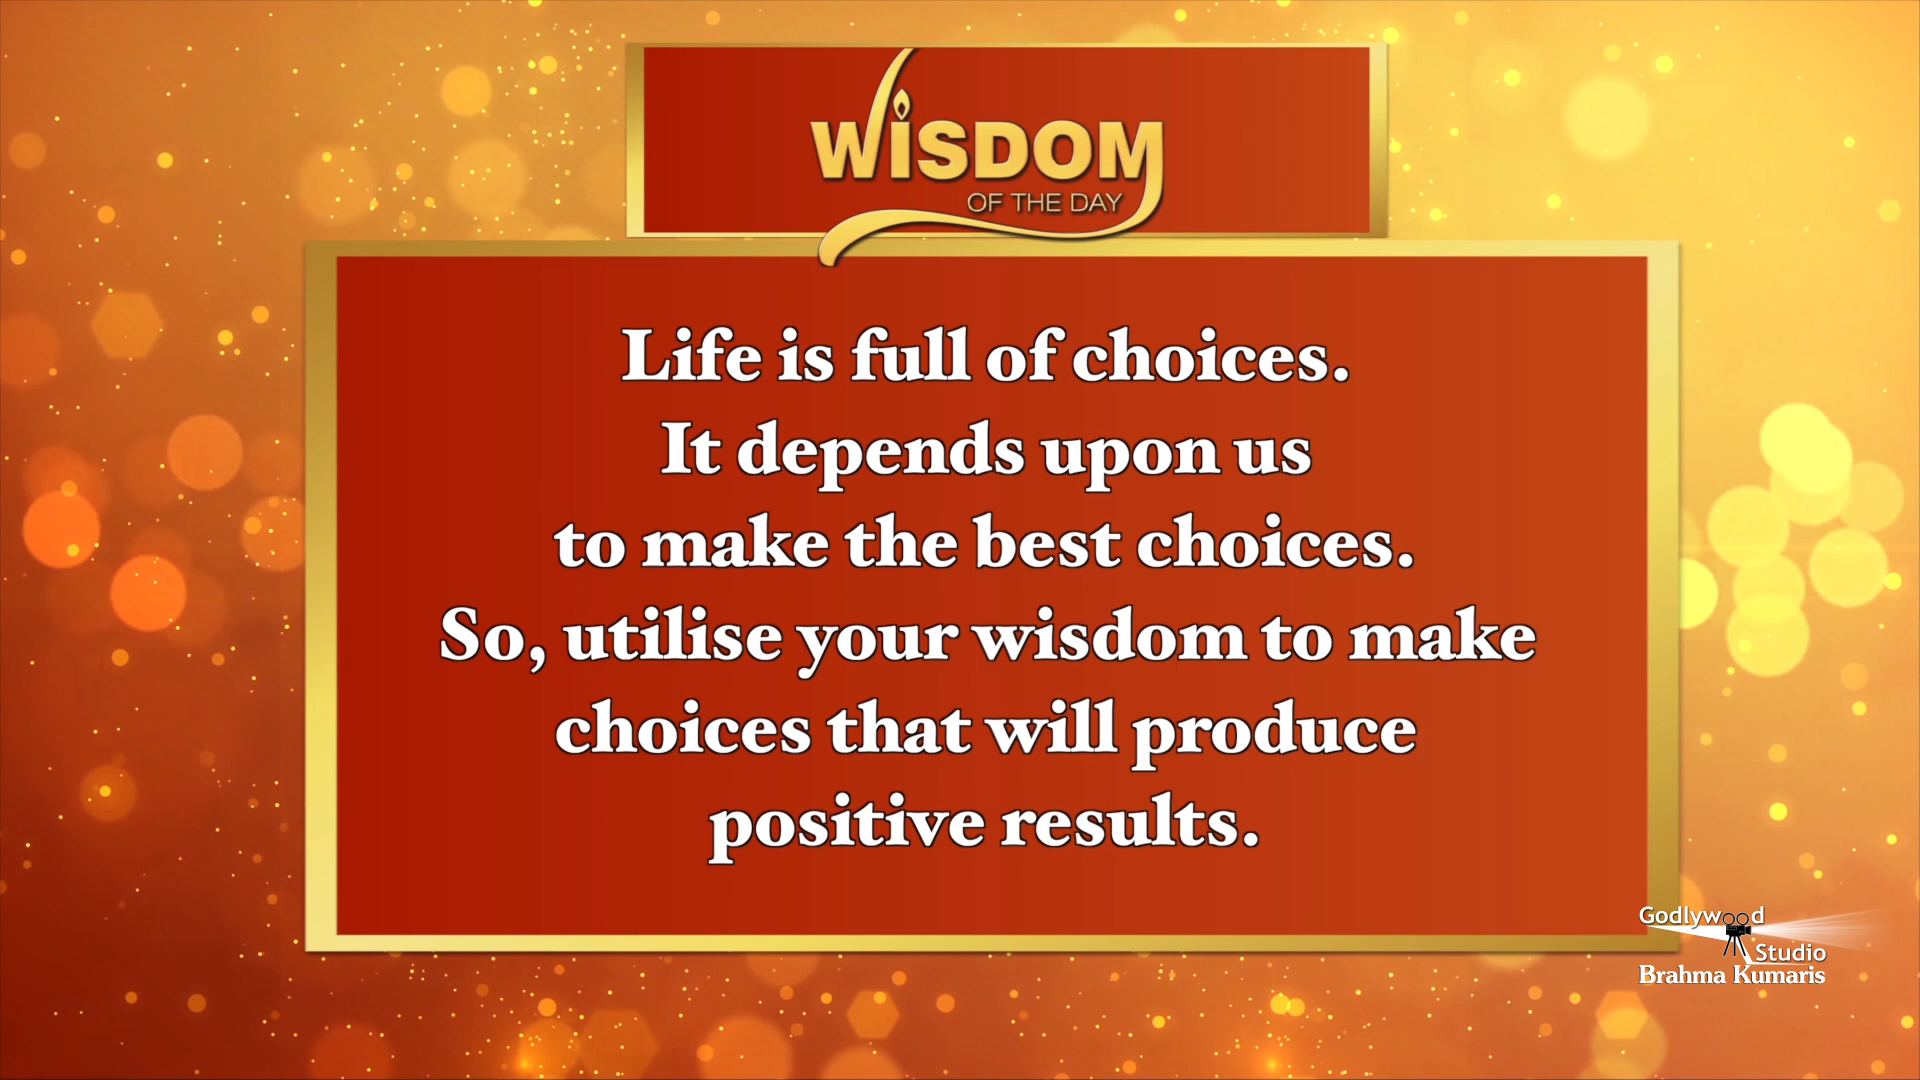 WiSDOM
OF THE DAY
Life is full of choices.
It depends upon us
to make the best choices.
So, utilise your wisdom to make
choices that will produce
positive results.
Godlywood
Studio
Brahma Kumaris